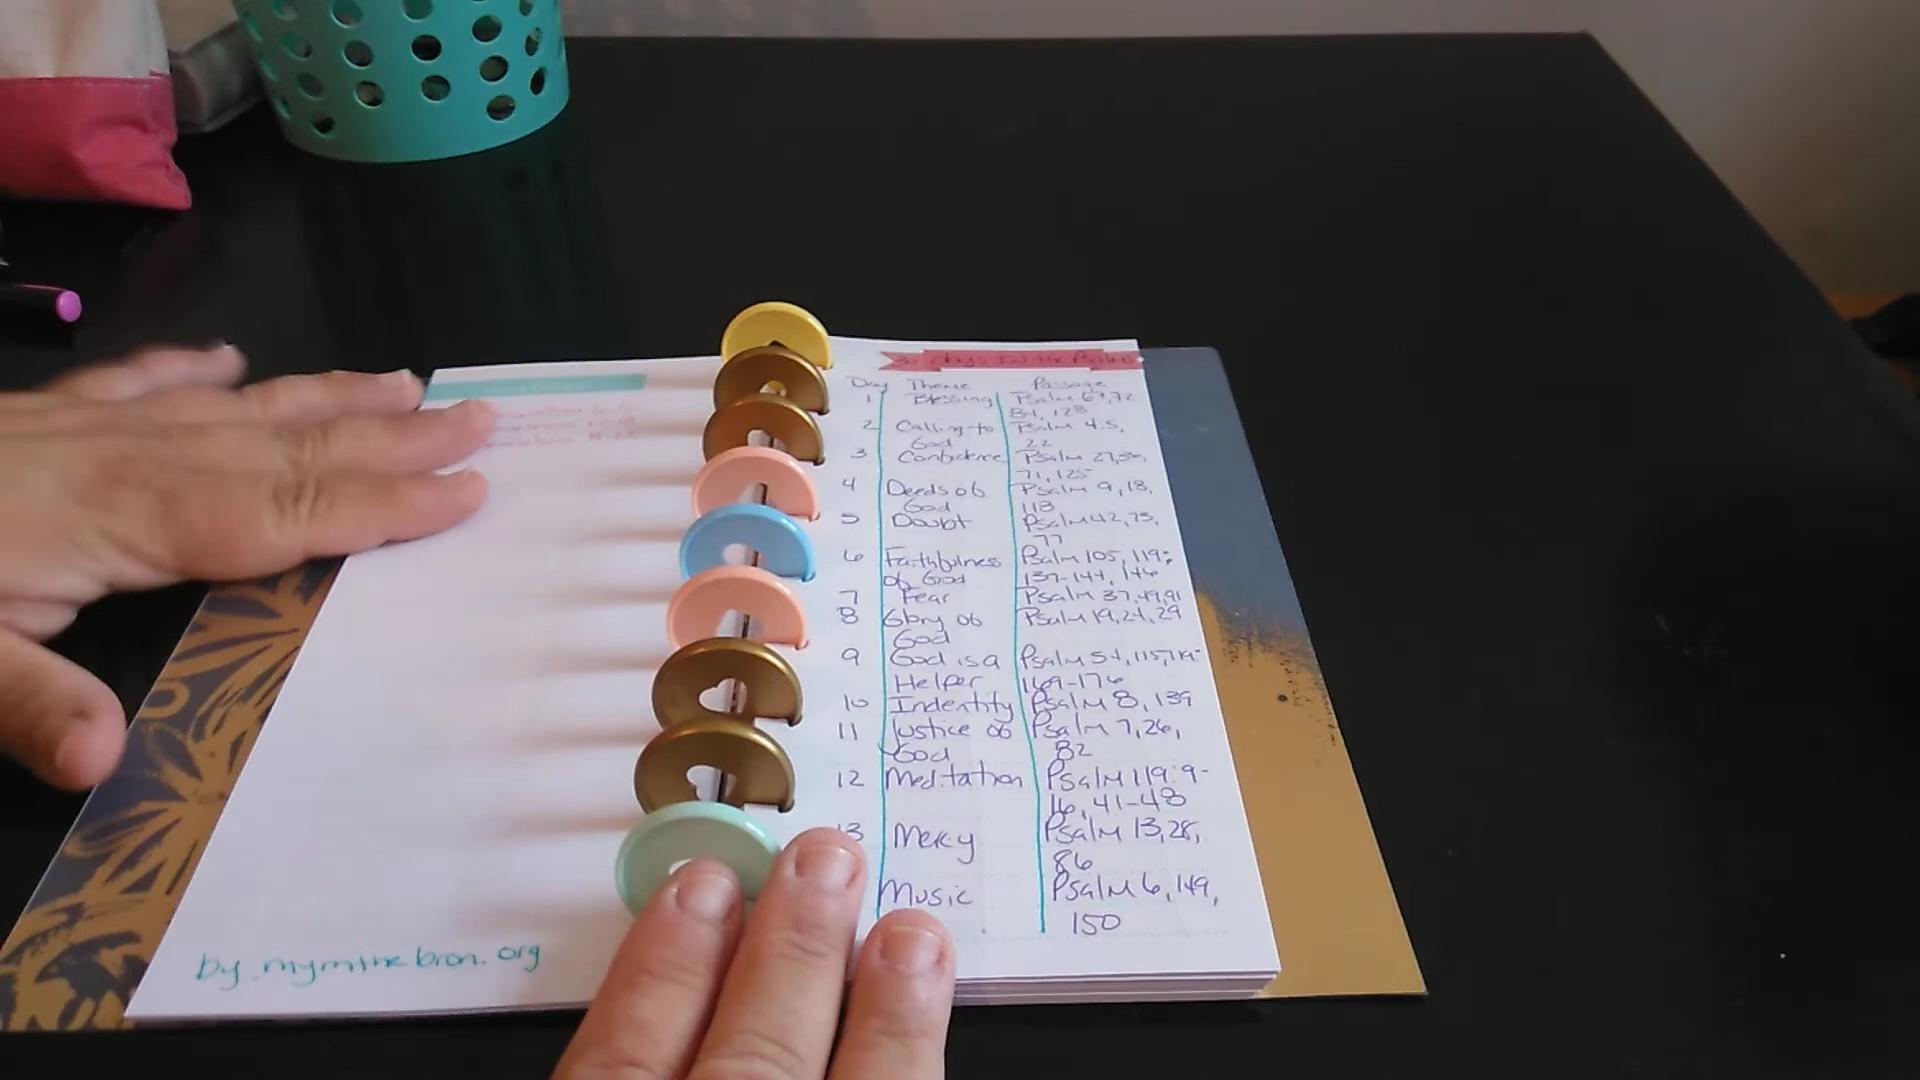 30 days In the Psalms
Day Theme Passage
1 Blessing Psalm 67,72
84, 128
2 Calling to Psalm 4,5,
God 22
3 Confidence Psalm 27,36,
71, 125
4 Deeds of Psalm 9, 18,
God 118
5 Doubt Psalm 42, 73,
77
6 Faithfulness Psalm 105, 119:
of God 137-144, 146
7 Fear Psalm 37,49,91
8 Glory of Psalm 19,24,29
God
9 God is a Psalm 54,115,119:
Helper 169-176
10 Indentity Psalm 8, 139
11 Justice of Psalm 7, 26,
God 82
12 Meditation Psalm 119:9-
16, 41-48
13 Mercy Psalm 13, 28,
86
Music Psalm 6, 149,
150
by.